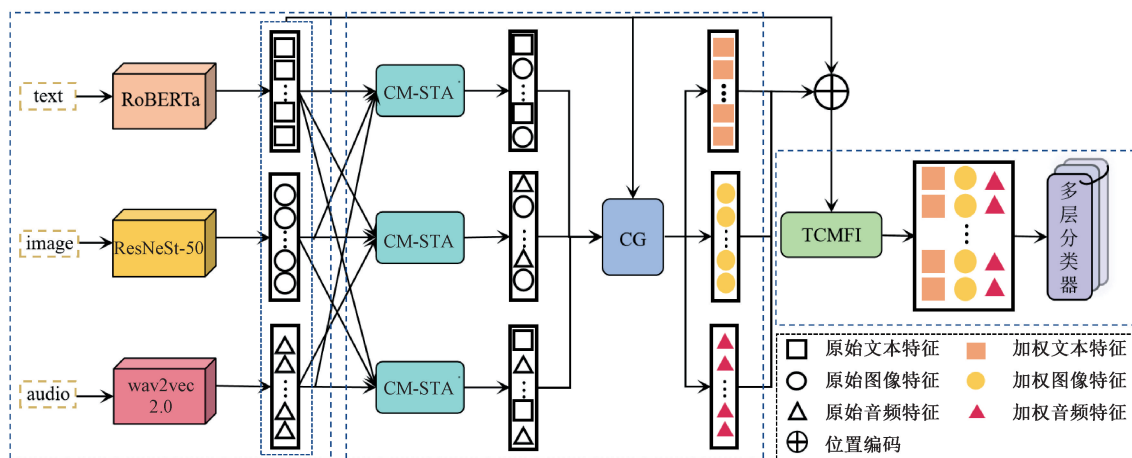 text
RoBERTa
CM-STA
image
ResNeSt-50
CM-STA
CG
TCMFI
多层分类器
audio
wav2vec
2.0
CM-STA
原始文本特征
加权文本特征
原始图像特征
加权图像特征
原始音频特征
加权音频特征
位置编码